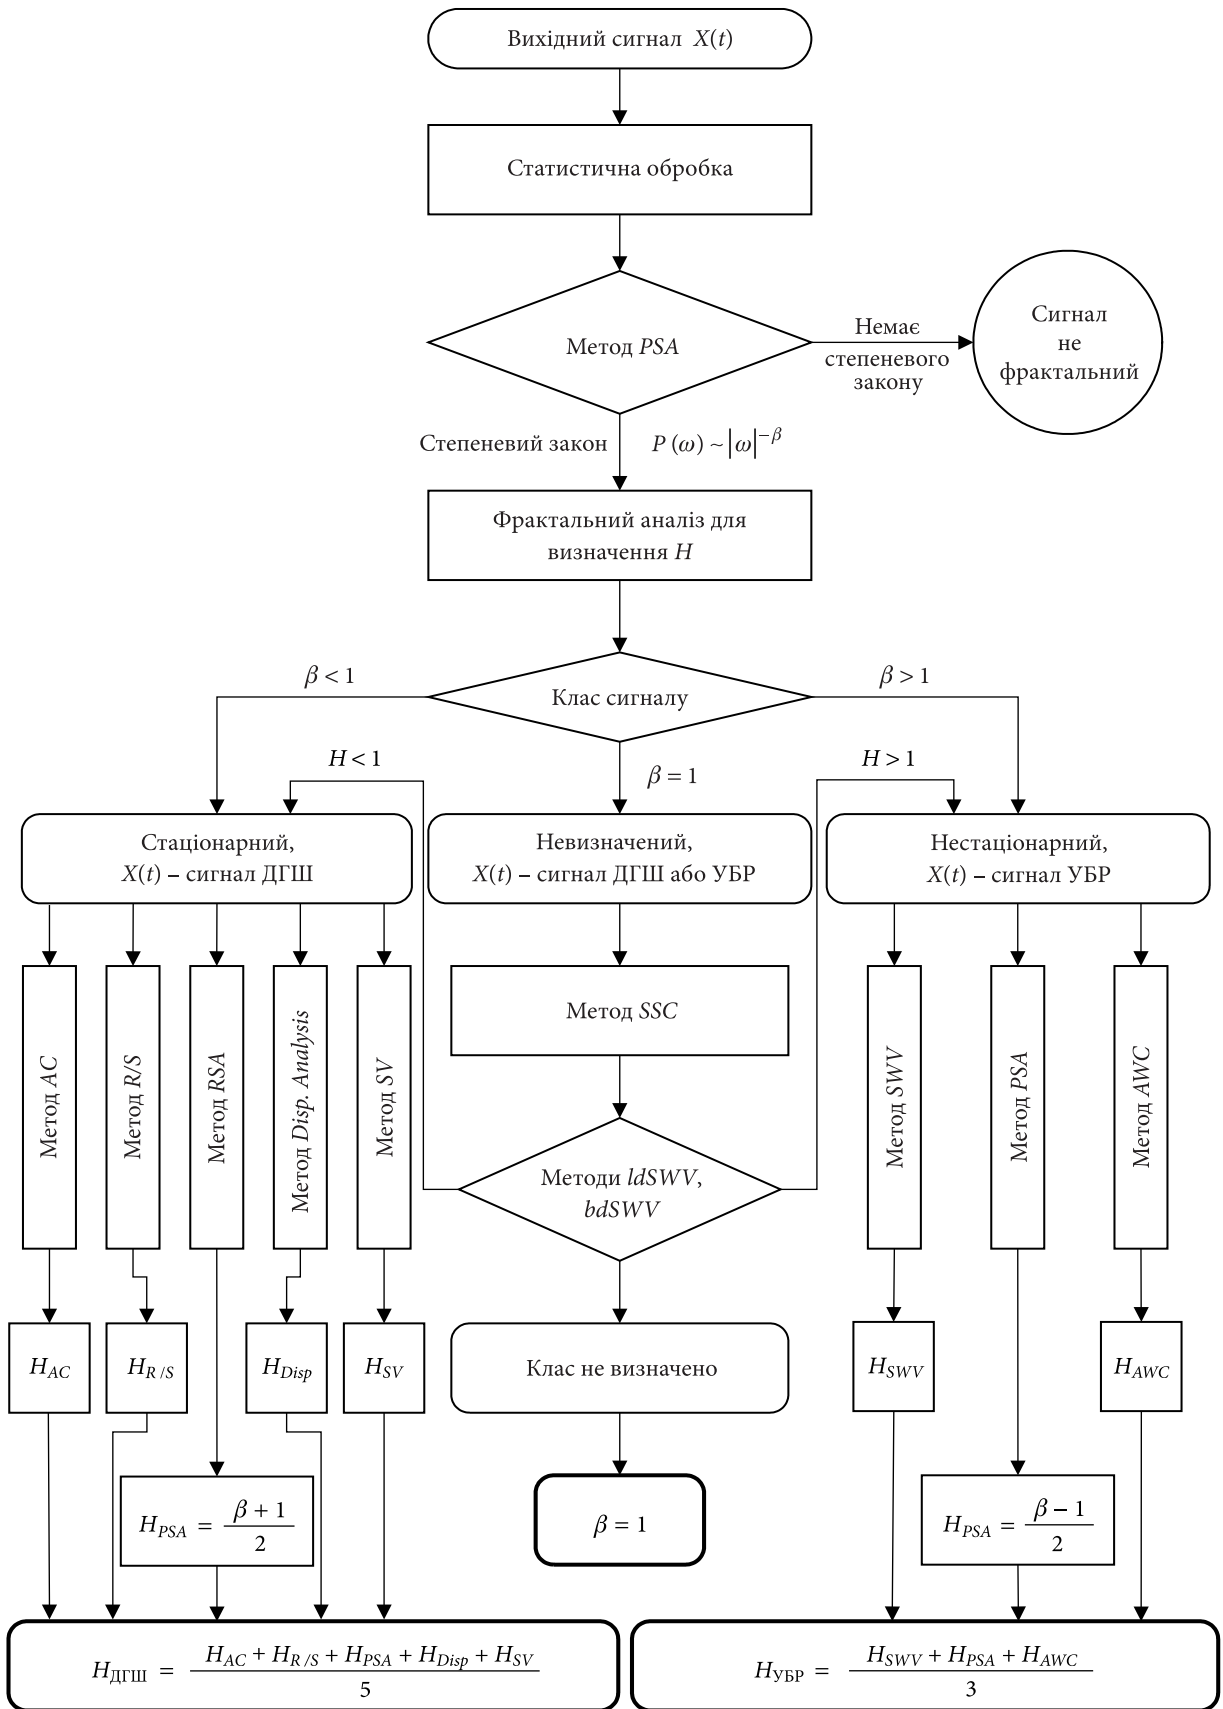 Вихідний сигнал X(t)
Статистична обробка
Метод PSA
Немає
степеневого
закону
Сигнал
не
фрактальний
Степеневий закон P (ω) ~ |ω|^−β
Фрактальний аналіз для
визначення H
β < 1
Клас сигналу
β > 1
H < 1
β = 1
H > 1
Стаціонарний,
X(t) – сигнал ДГШ
Невизначений,
X(t) – сигнал ДГШ або УБР
Нестаціонарний,
X(t) – сигнал УБР
Метод AC
Метод R/S
Метод RSA
Метод Disp. Analysis
Метод SV
Метод SSC
Методи ldSWV,
bdSWV
Метод SWV
Метод PSA
Метод AWC
H_AC
H_R/S
H_Disp
H_SV
Клас не визначено
H_SWV
H_AWC
H_PSA = (β + 1) / 2
β = 1
H_PSA = (β − 1) / 2
H_ДГШ = (H_AC + H_R/S + H_PSA + H_Disp + H_SV) / 5
H_УБР = (H_SWV + H_PSA + H_AWC) / 3